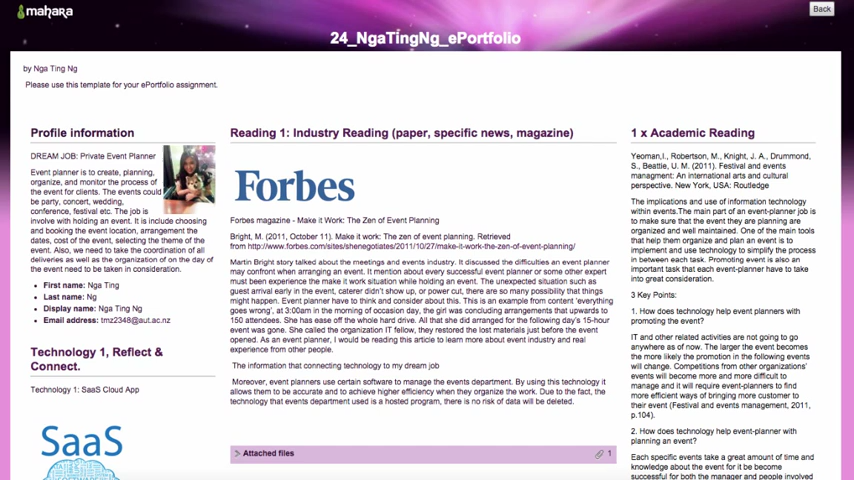 mahara
Back
24_NgaTingNg_ePortfolio
by Nga Ting Ng
Please use this template for your ePortfolio assignment.
Profile information
DREAM JOB: Private Event Planner
Event planner is to create, planning,
organize, and monitor the process of
the event for clients. The events could
be party, concert, wedding,
conference, festival etc. The job is
involve with holding an event. It is include choosing
and booking the event location, arrangement the
dates, cost of the event, selecting the theme of the
event. Also, we need to take the coordination of all
deliveries as well as the organization of on the day of
the event need to be taken in consideration.
First name: Nga Ting
Last name: Ng
Display name: Nga Ting Ng
Email address: tmz2348@aut.ac.nz
Technology 1, Reflect &
Connect.
Technology 1: SaaS Cloud App
SaaS
Reading 1: Industry Reading (paper, specific news, magazine)
Forbes
Forbes magazine - Make it Work: The Zen of Event Planning
Bright, M. (2011, October 11). Make it work: The zen of event planning. Retrieved
from http://www.forbes.com/sites/shenegotiates/2011/10/27/make-it-work-the-zen-of-event-planning/
Martin Bright story talked about the meetings and events industry. It discussed the difficulties an event planner
may confront when arranging an event. It mention about every successful event planner or some other expert
must been experience the make it work situation while holding an event. The unexpected situation such as
guest arrival early in the event, caterer didn't show up, or power cut, there are so many possibility that things
might happen. Event planner have to think and consider about this. This is an example from content 'everything
goes wrong', at 3:00am in the morning of occasion day, the girl was concluding arrangements that upwards to
150 attendees. She has ease off the whole hard drive. All that she did arranged for the following day's 15-hour
event was gone. She called the organization IT fellow, they restored the lost materials just before the event
opened. As an event planner, I would be reading this article to learn more about event industry and real
experience from other people.
The information that connecting technology to my dream job
Moreover, event planners use certain software to manage the events department. By using this technology it
allows them to be accurate and to achieve higher efficiency when they organize the work. Due to the fact, the
technology that events department used is a hosted program, there is no risk of data will be deleted.
Attached files
1
1 x Academic Reading
Yeoman,I., Robertson, M., Knight, J. A., Drummond,
S., Beattie, U. M. (2011). Festival and events
managment: An international arts and cultural
perspective. New York, USA: Routledge
The implications and use of information technology
within events.The main part of an event-planner job is
to make sure that the event they are planning are
organized and well maintained. One of the main tools
that help them organize and plan an event is to
implement and use technology to simplify the process
in between each task. Promoting event is also an
important task that each event-planner have to take
into great consideration.
3 Key Points:
1. How does technology help event planners with
promoting the event?
IT and other related activities are not going to go
anywhere as of now. The larger the event becomes
the more likely the promotion in the following events
will change. Competitions from other organizations'
events will become more and more difficult to
manage and it will require event-planners to find
more efficient ways of bringing more customer to
their event (Festival and events management, 2011,
p.104).
2. How does technology help event-planner with
planning an event?
Each specific events take a great amount of time and
knowledge about the event for it be become
successful for both the manager and people involved